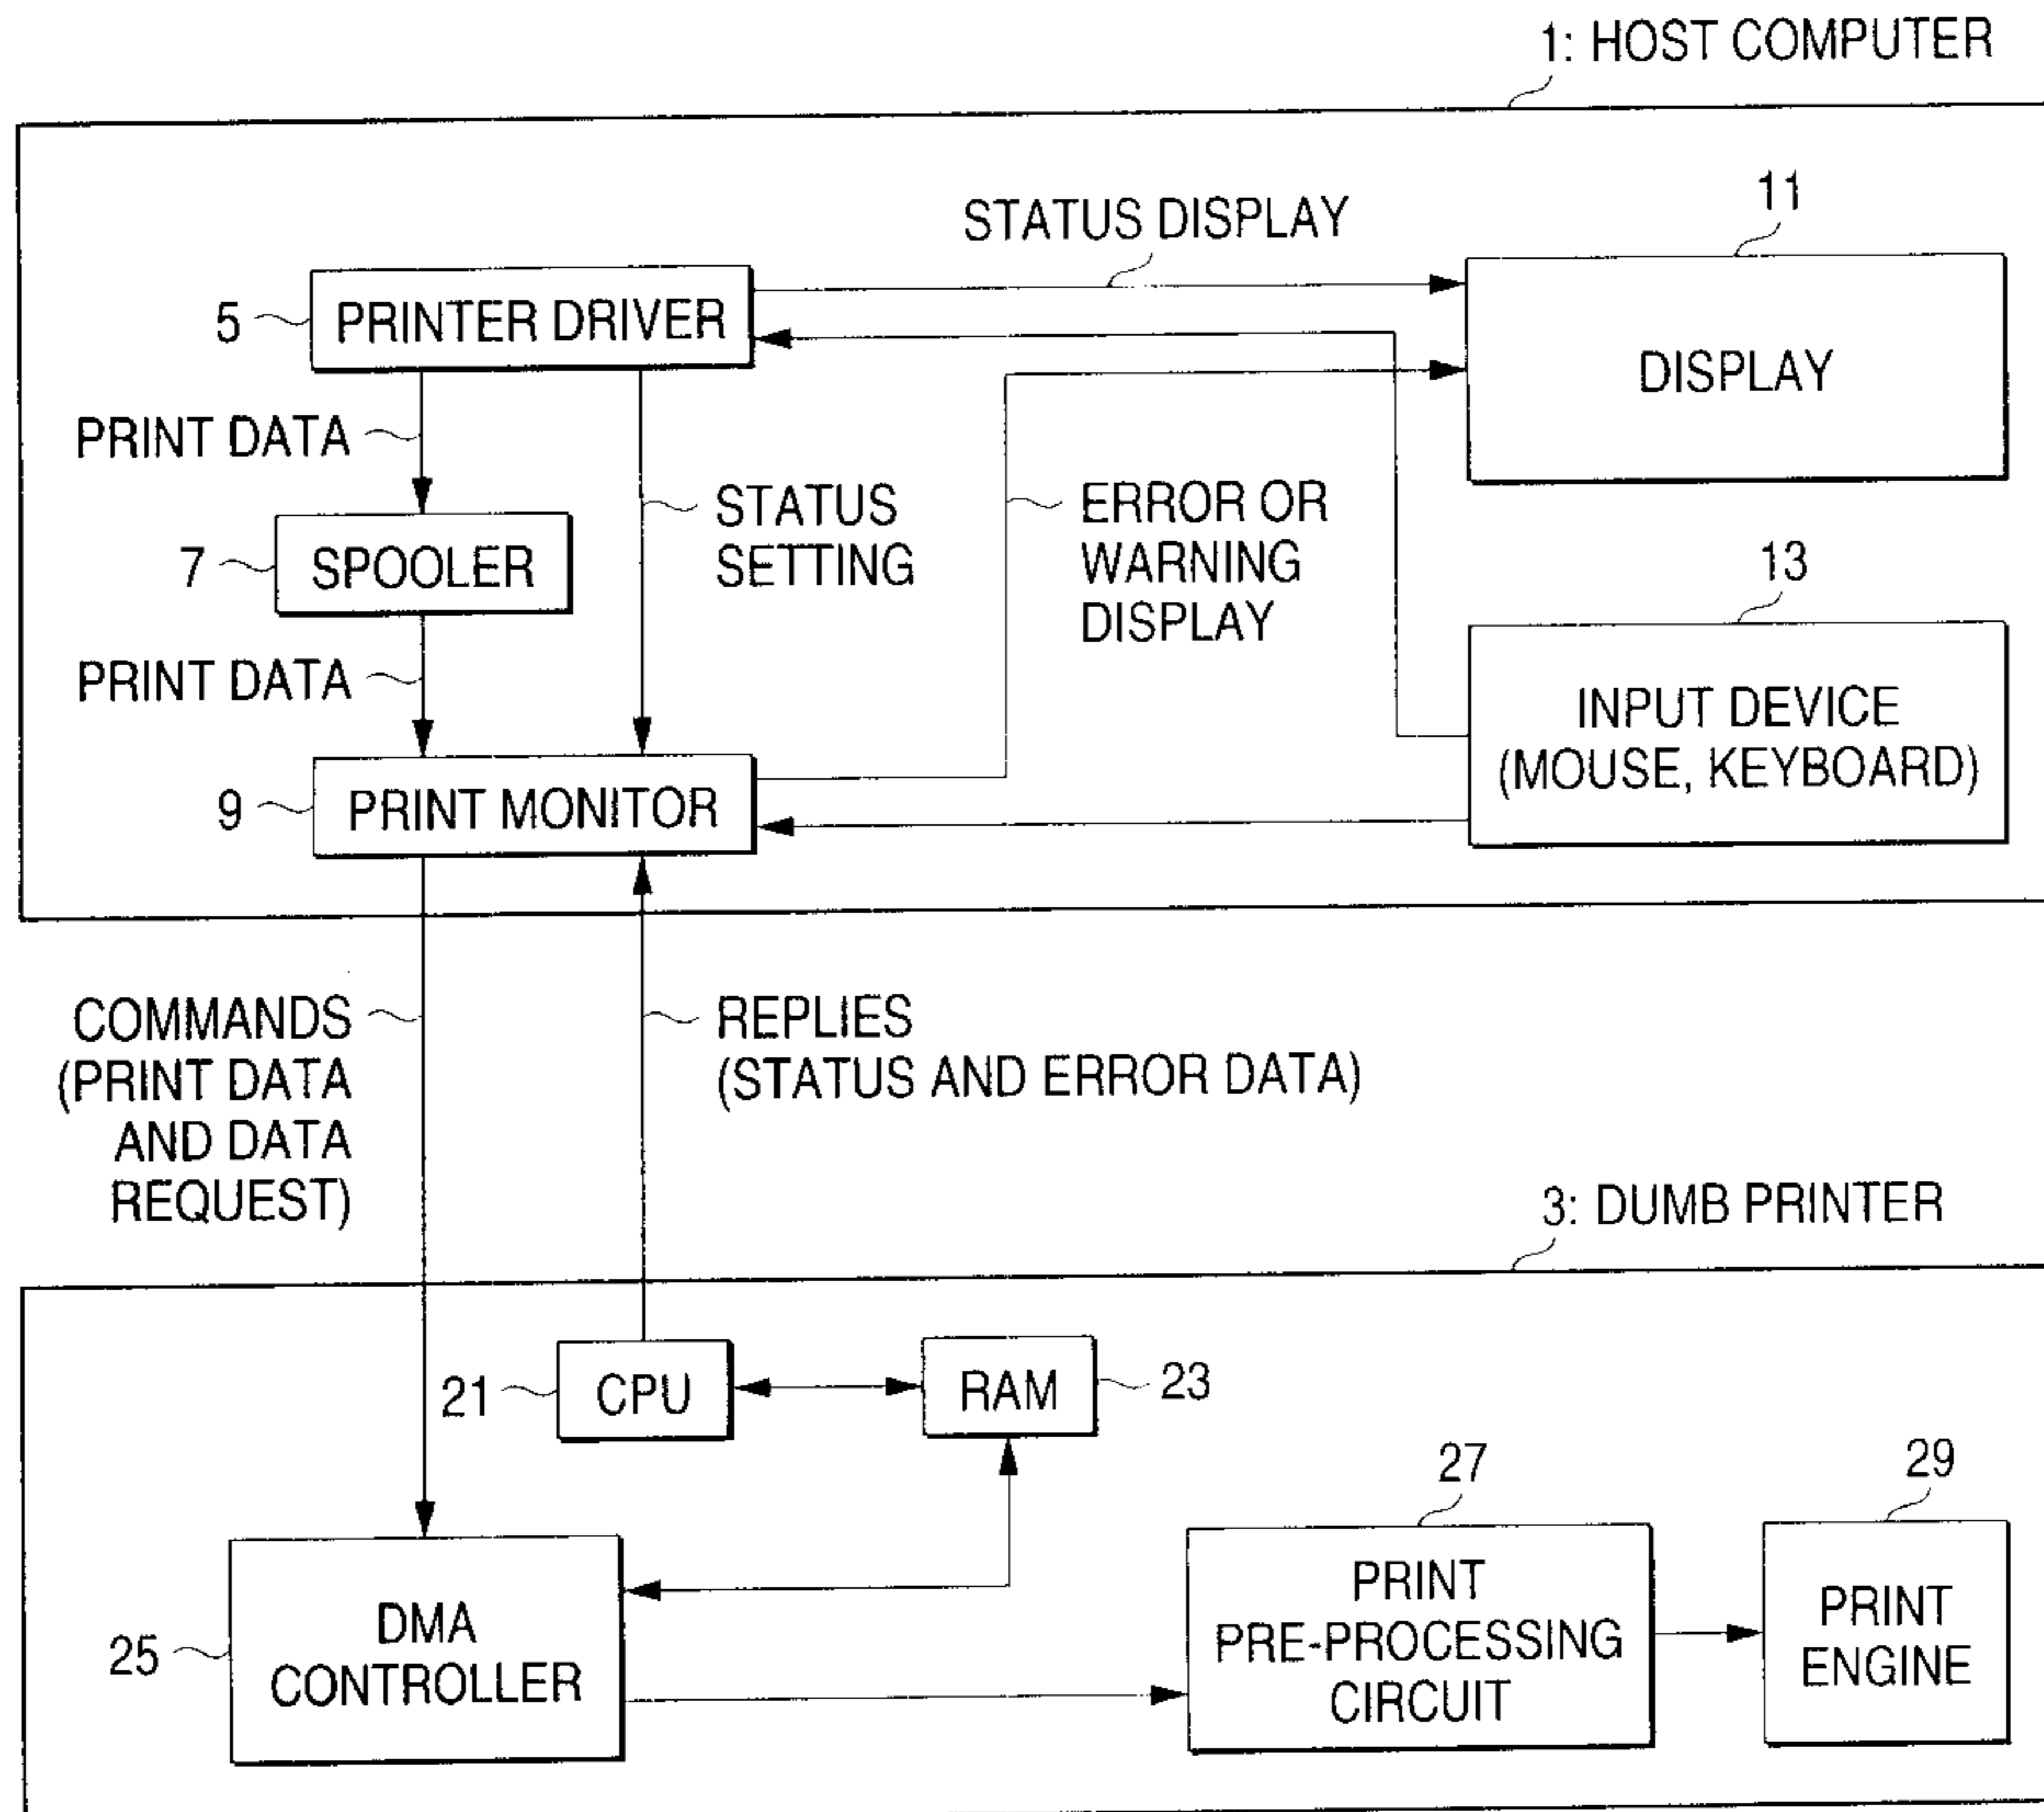 1: HOST COMPUTER
11
STATUS DISPLAY
5
PRINTER DRIVER
DISPLAY
PRINT DATA
STATUS
SETTING
ERROR OR
WARNING
DISPLAY
7
SPOOLER
13
PRINT DATA
INPUT DEVICE
(MOUSE, KEYBOARD)
9
PRINT MONITOR
COMMANDS
(PRINT DATA
AND DATA
REQUEST)
REPLIES
(STATUS AND ERROR DATA)
3: DUMB PRINTER
21
CPU
RAM
23
27
29
25
DMA
CONTROLLER
PRINT
PRE-PROCESSING
CIRCUIT
PRINT
ENGINE